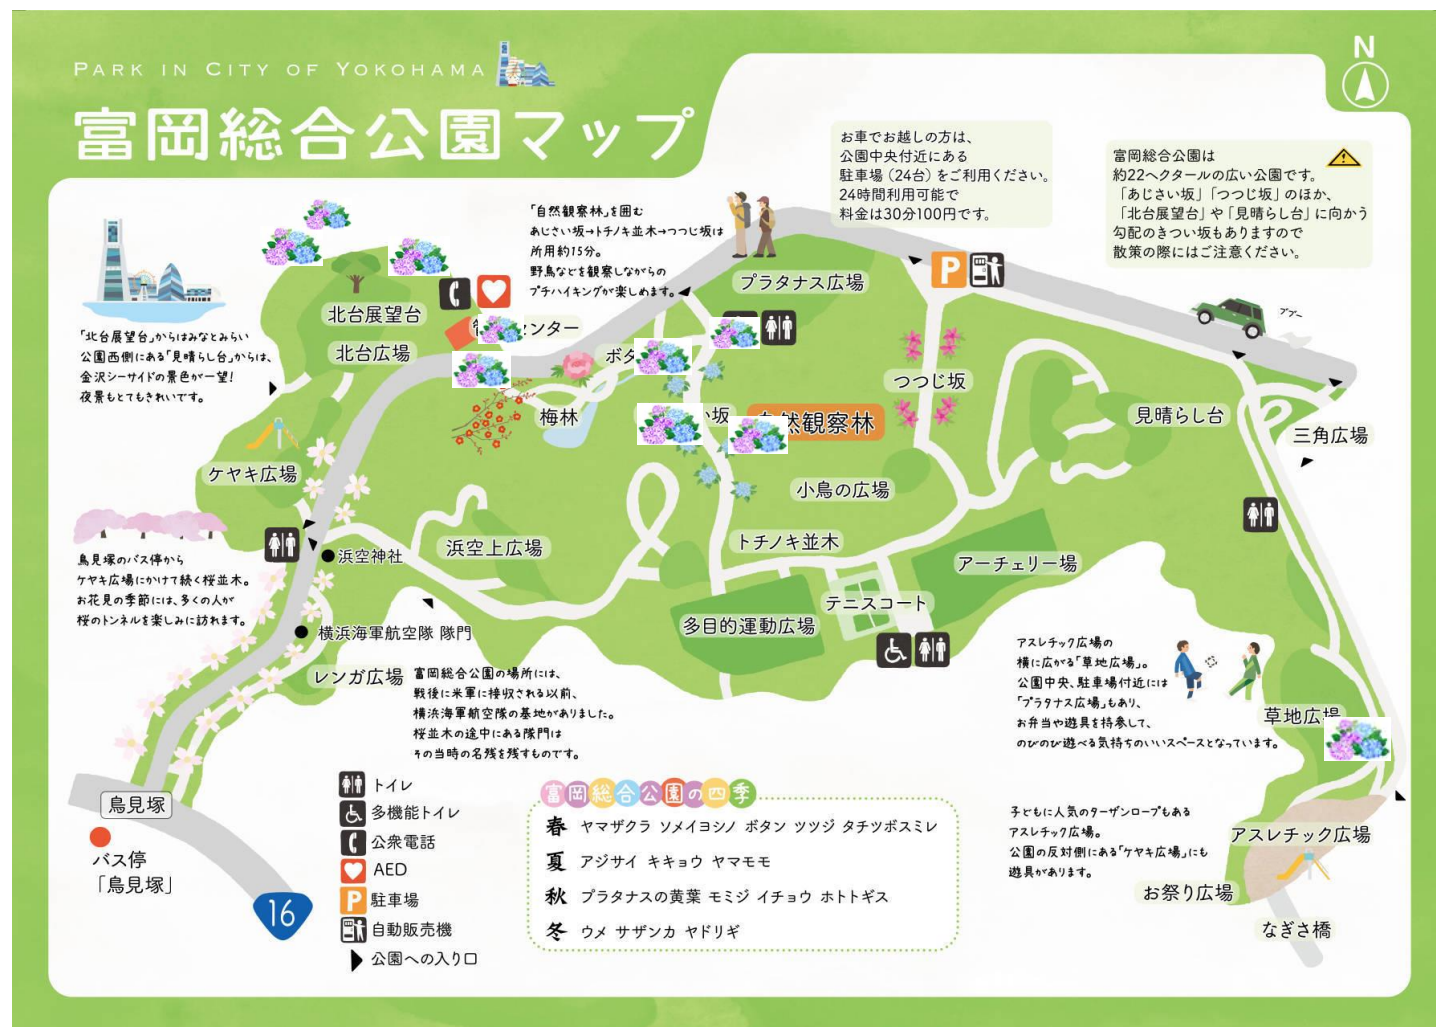 PARK IN CITY OF YOKOHAMA
富岡総合公園マップ
N
お車でお越しの方は、
公園中央付近にある
駐車場（24台）をご利用ください。
24時間利用可能で
料金は30分100円です。
富岡総合公園は
約22ヘクタールの広い公園です。
「あじさい坂」「つつじ坂」のほか、
「北台展望台」や「見晴らし台」に向かう
勾配のきつい坂もありますので
散策の際にはご注意ください。
「自然観察林」を囲む
あじさい坂→トチノキ並木→つつじ坂は
所用約15分。
野鳥などを観察しながらの
プチハイキングが楽しめます。
プラタナス広場
P
北台展望台
センター
北台広場
「北台展望台」からはみなとみらい
公園西側にある「見晴らし台」からは、
金沢シーサイドの景色が一望!
夜景もとてもきれいです。
ボタ
ブブー
つつじ坂
梅林
坂
然観察林
見晴らし台
三角広場
ケヤキ広場
小鳥の広場
浜空神社
浜空上広場
トチノキ並木
アーチェリー場
鳥見塚のバス停から
ケヤキ広場にかけて続く桜並木。
お花見の季節には、多くの人が
桜のトンネルを楽しみに訪れます。
テニスコート
多目的運動広場
横浜海軍航空隊 隊門
レンガ広場
富岡総合公園の場所には、
戦後に米軍に接収される以前、
横浜海軍航空隊の基地がありました。
桜並木の途中にある隊門は
その当時の名残を残すものです。
アスレチック広場の
横に広がる「草地広場」。
公園中央、駐車場付近には
「プラタナス広場」もあり、
お弁当や遊具を持参して、
のびのび遊べる気持ちのいいスペースとなっています。
草地広場
鳥見塚
バス停
「鳥見塚」
16
トイレ
多機能トイレ
公衆電話
AED
P 駐車場
自動販売機
公園への入り口
富岡総合公園の四季
春 ヤマザクラ ソメイヨシノ ボタン ツツジ タチツボスミレ
夏 アジサイ キキョウ ヤマモモ
秋 プラタナスの黄葉 モミジ イチョウ ホトトギス
冬 ウメ サザンカ ヤドリギ
子どもに人気のターザンロープもある
アスレチック広場。
公園の反対側にある「ケヤキ広場」にも
遊具があります。
アスレチック広場
お祭り広場
なぎさ橋